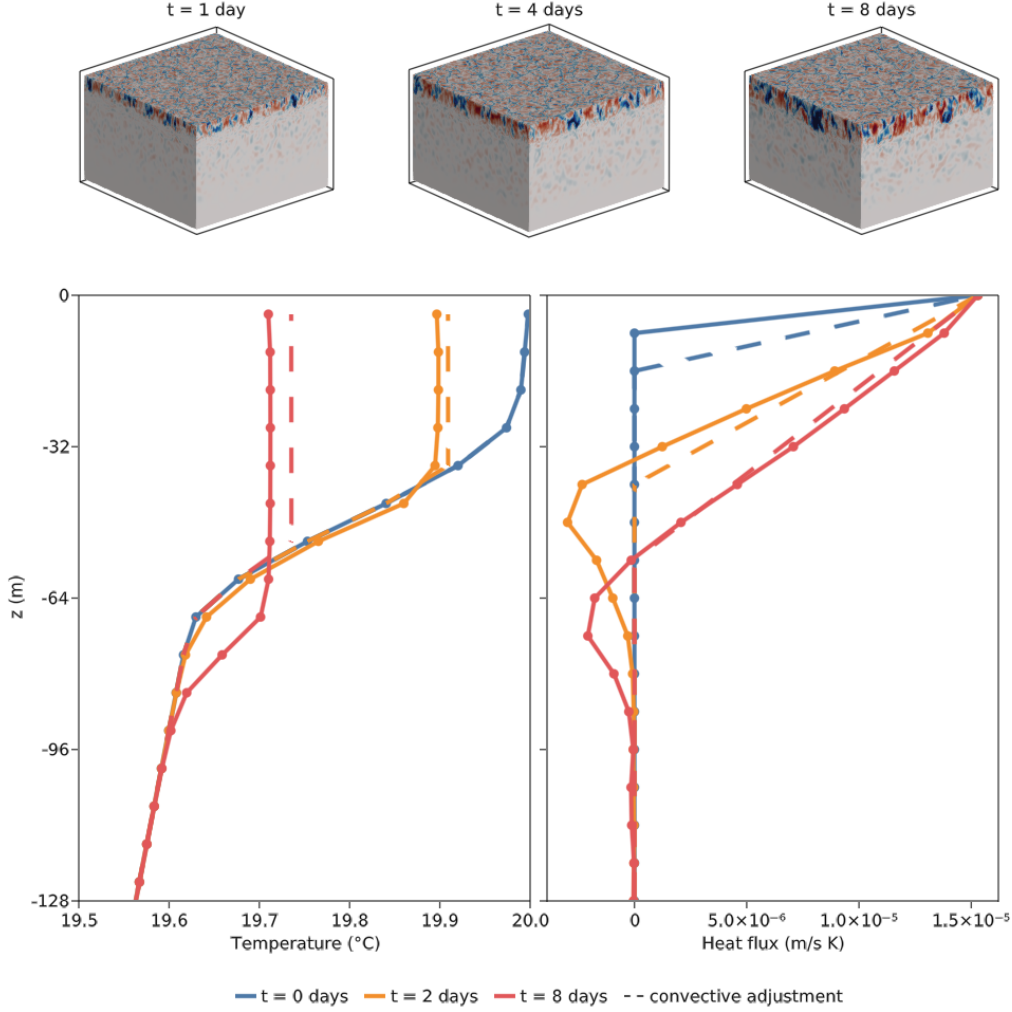 t = 1 day
t = 4 days
t = 8 days
0
-32
-64
-96
-128
z (m)
19.5 19.6 19.7 19.8 19.9 20.0
Temperature (°C)
0 5.0×10⁻⁶ 1.0×10⁻⁵ 1.5×10⁻⁵
Heat flux (m/s K)
t = 0 days t = 2 days t = 8 days convective adjustment